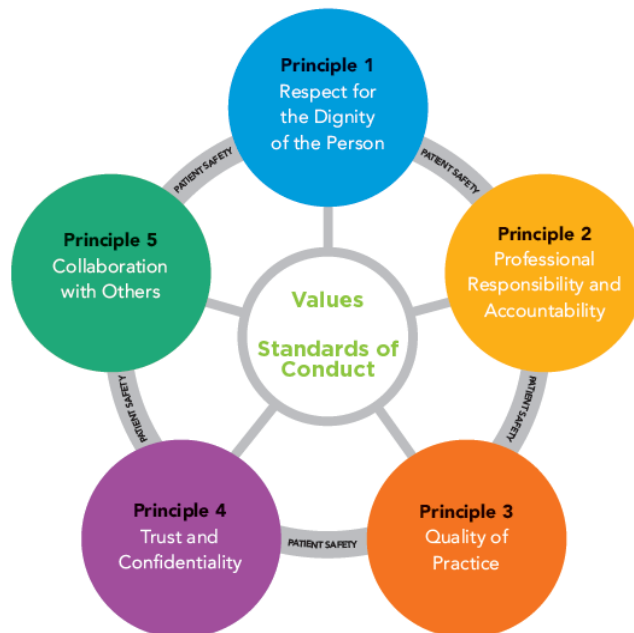 Principle 1
Respect for
the Dignity
of the Person
PATIENT SAFETY
PATIENT SAFETY
Principle 5
Collaboration
with Others
Principle 2
Professional
Responsibility and
Accountability
Values
Standards of
Conduct
PATIENT SAFETY
PATIENT SAFETY
Principle 4
Trust and
Confidentiality
PATIENT SAFETY
Principle 3
Quality of
Practice